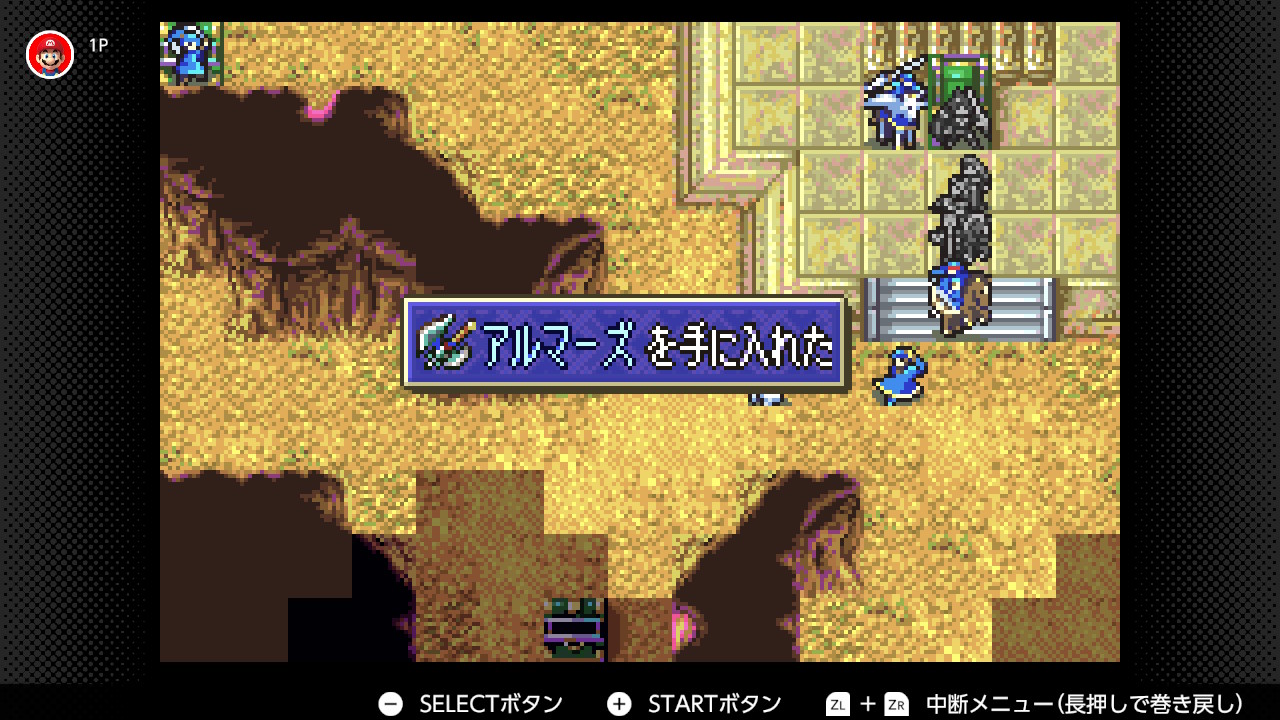 1P
アルマーズ を手に入れた
− SELECTボタン + STARTボタン ZL + ZR 中断メニュー(長押しで巻き戻し)